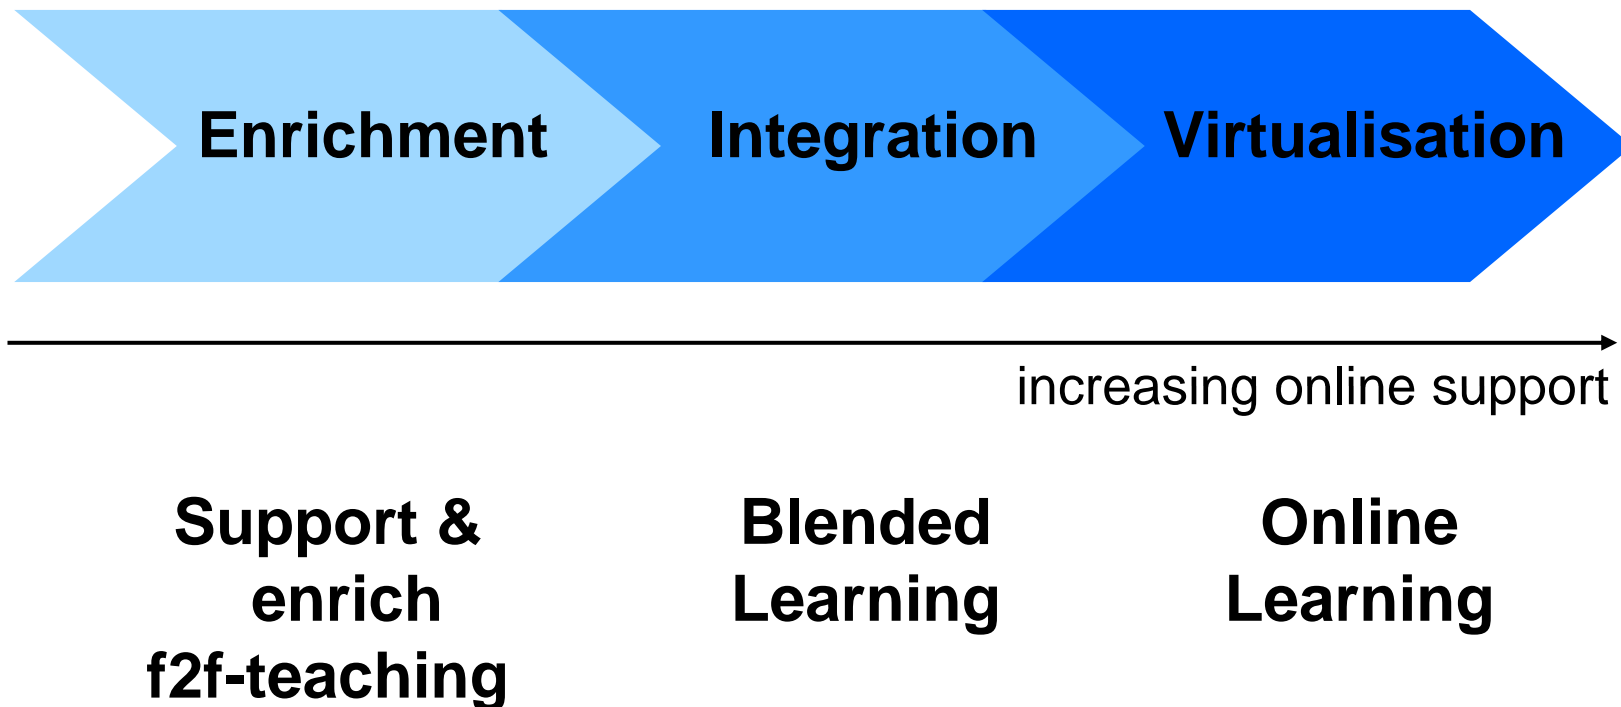 Enrichment
Integration
Virtualisation
increasing online support
Support &
enrich
f2f-teaching
Blended
Learning
Online
Learning